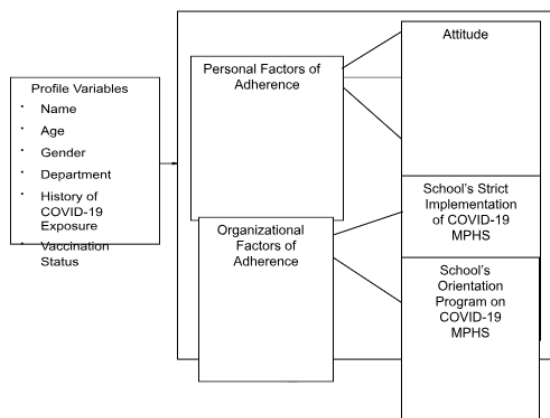 Profile Variables
· Name
· Age
· Gender
· Department
· History of
COVID-19
Exposure
· Vaccination
Status
Personal Factors of
Adherence
Organizational
Factors of
Adherence
Attitude
School's Strict
Implementation
of COVID-19
MPHS
School's
Orientation
Program on
COVID-19
MPHS